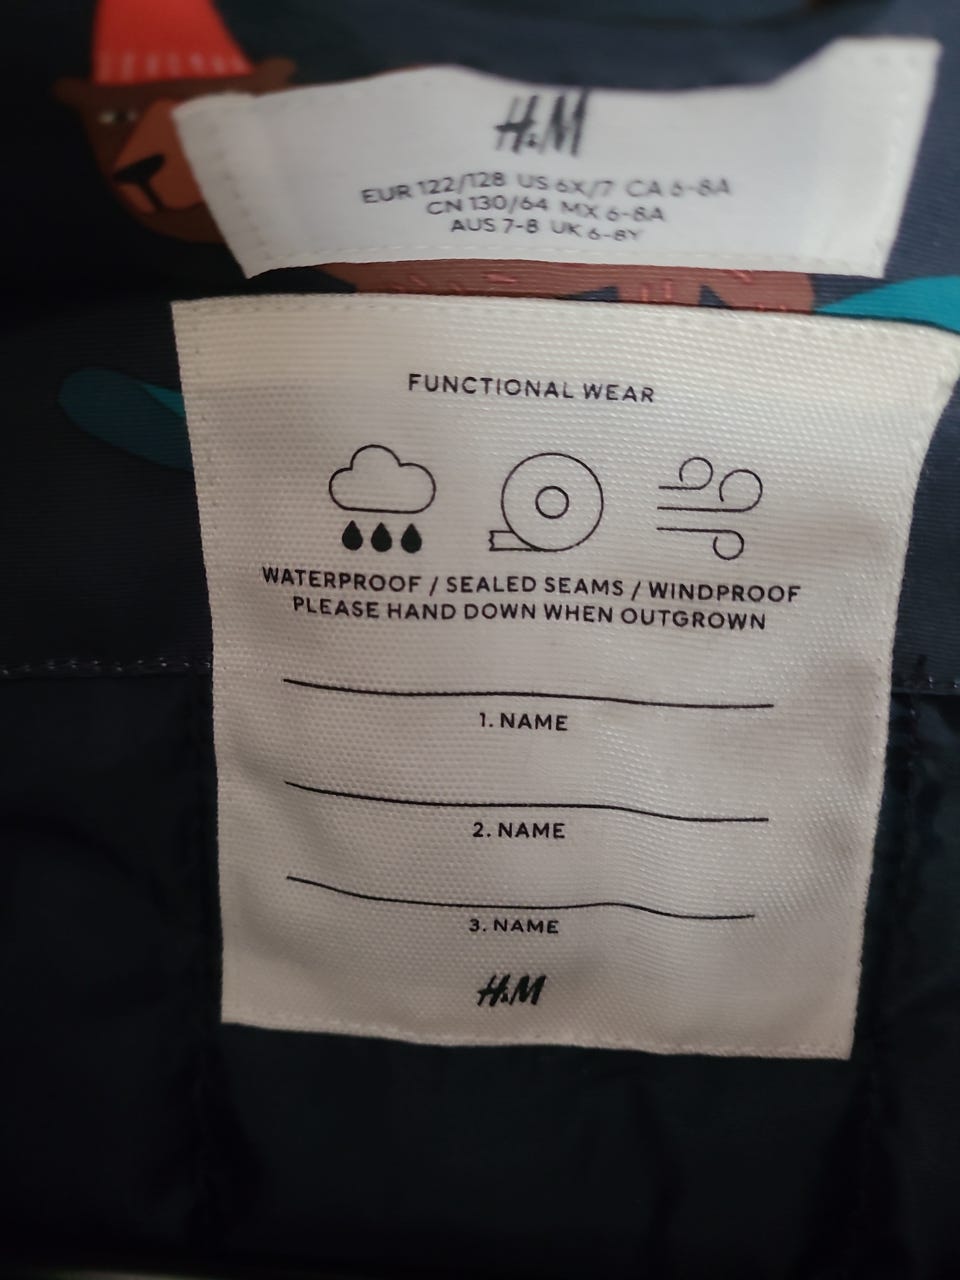 H&M
EUR 122/128 US 6X/7 CA 6-8A
CN 130/64 MX 6-8A
AUS 7-8 UK 6-8Y
FUNCTIONAL WEAR
WATERPROOF / SEALED SEAMS / WINDPROOF
PLEASE HAND DOWN WHEN OUTGROWN
1. NAME
2. NAME
3. NAME
H&M